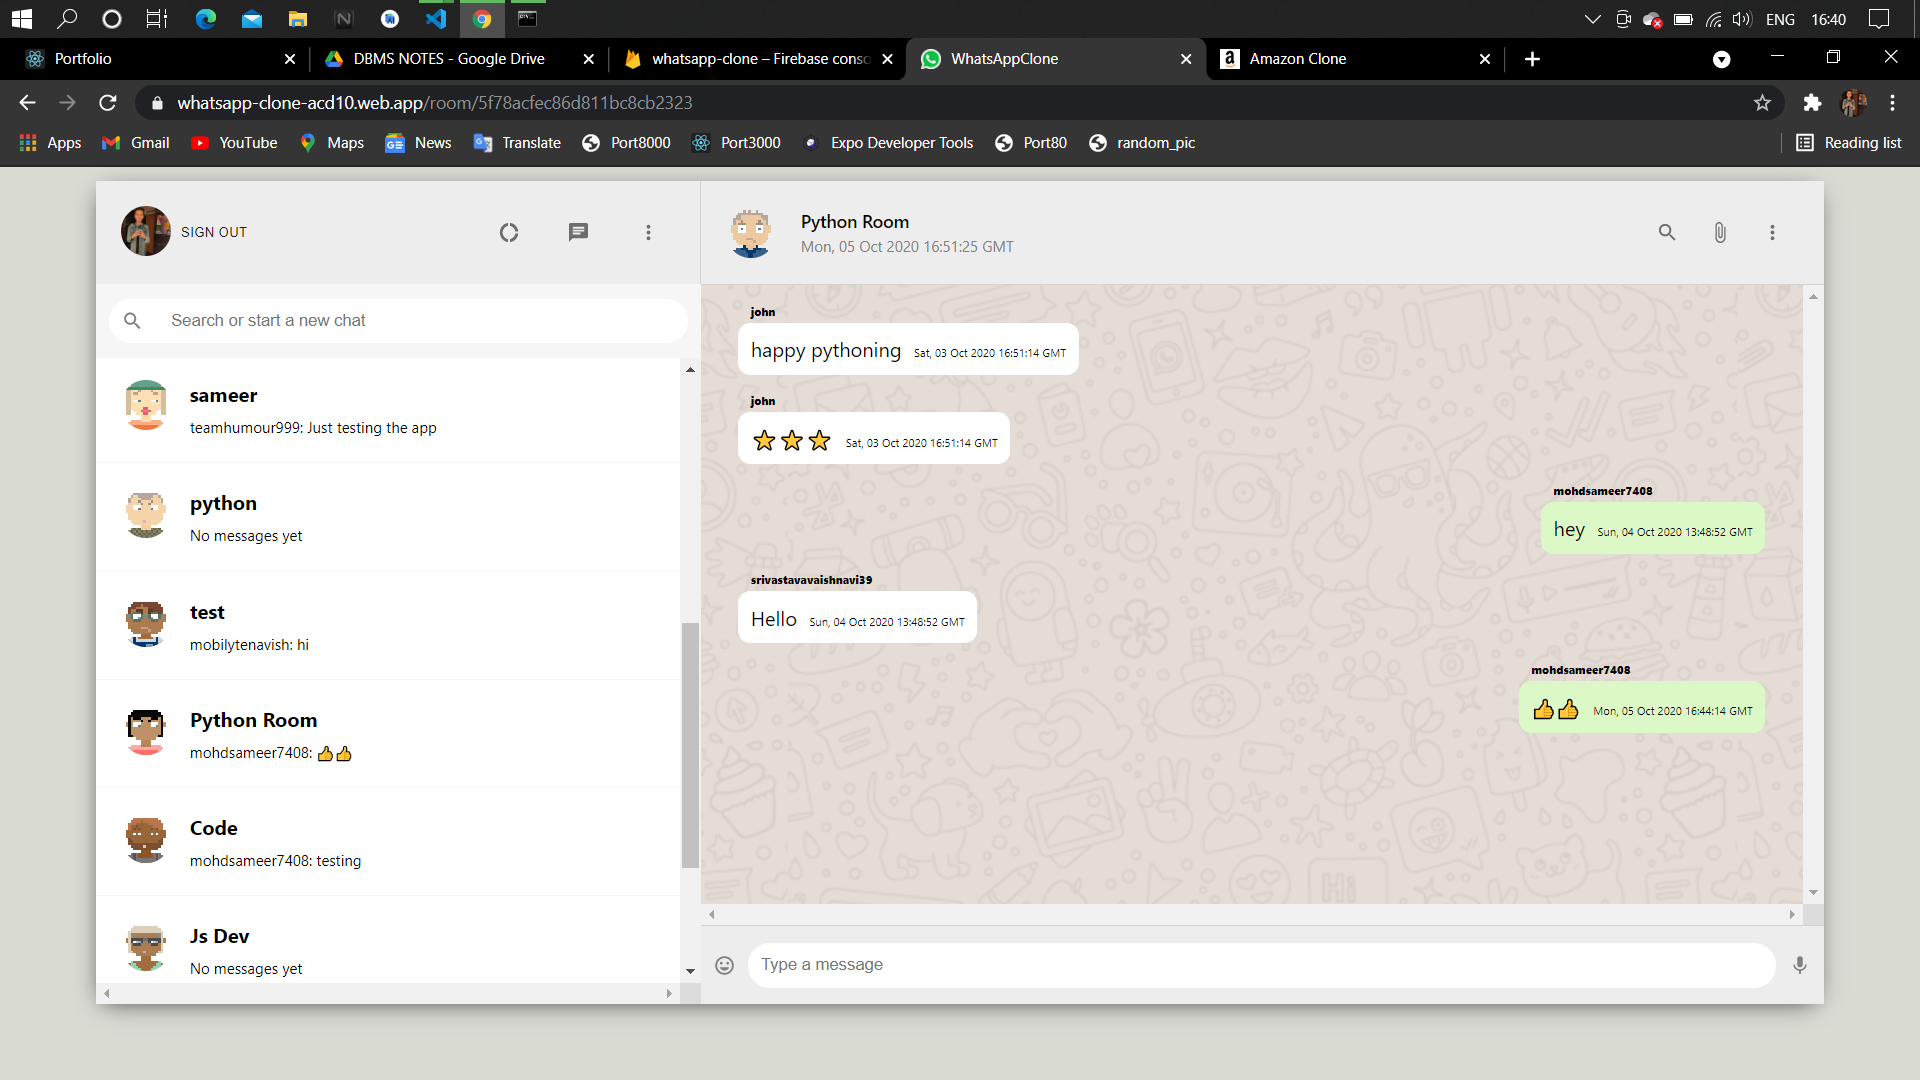 ENG 16:40
Portfolio
DBMS NOTES - Google Drive
whatsapp-clone – Firebase conso
WhatsAppClone
Amazon Clone
whatsapp-clone-acd10.web.app/room/5f78acfec86d811bc8cb2323
Apps Gmail YouTube Maps News Translate Port8000 Port3000 Expo Developer Tools Port80 random_pic Reading list
SIGN OUT
Search or start a new chat
sameer
teamhumour999: Just testing the app
python
No messages yet
test
mobilytenavish: hi
Python Room
mohdsameer7408: 👍👍
Code
mohdsameer7408: testing
Js Dev
No messages yet
Python Room
Mon, 05 Oct 2020 16:51:25 GMT
john
happy pythoning Sat, 03 Oct 2020 16:51:14 GMT
john
⭐⭐⭐ Sat, 03 Oct 2020 16:51:14 GMT
mohdsameer7408
hey Sun, 04 Oct 2020 13:48:52 GMT
srivastavavaishnavi39
Hello Sun, 04 Oct 2020 13:48:52 GMT
mohdsameer7408
👍👍 Mon, 05 Oct 2020 16:44:14 GMT
Hi
Type a message